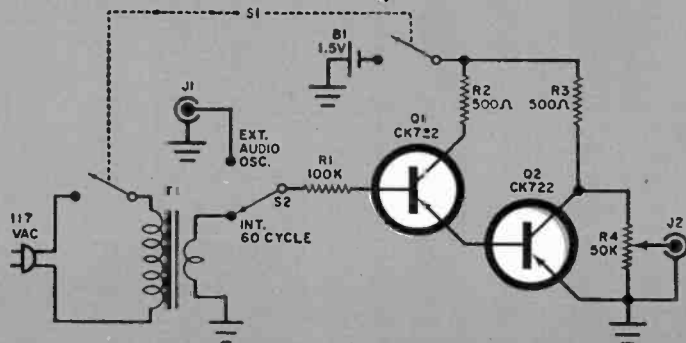 S1
B1
1.5V
J1
EXT.
AUDIO
OSC.
R2
500Ω
R3
500Ω
Q1
CK722
R1
100K
T1
S2
Q2
CK722
117
VAC
INT.
60 CYCLE
R4
50K
J2